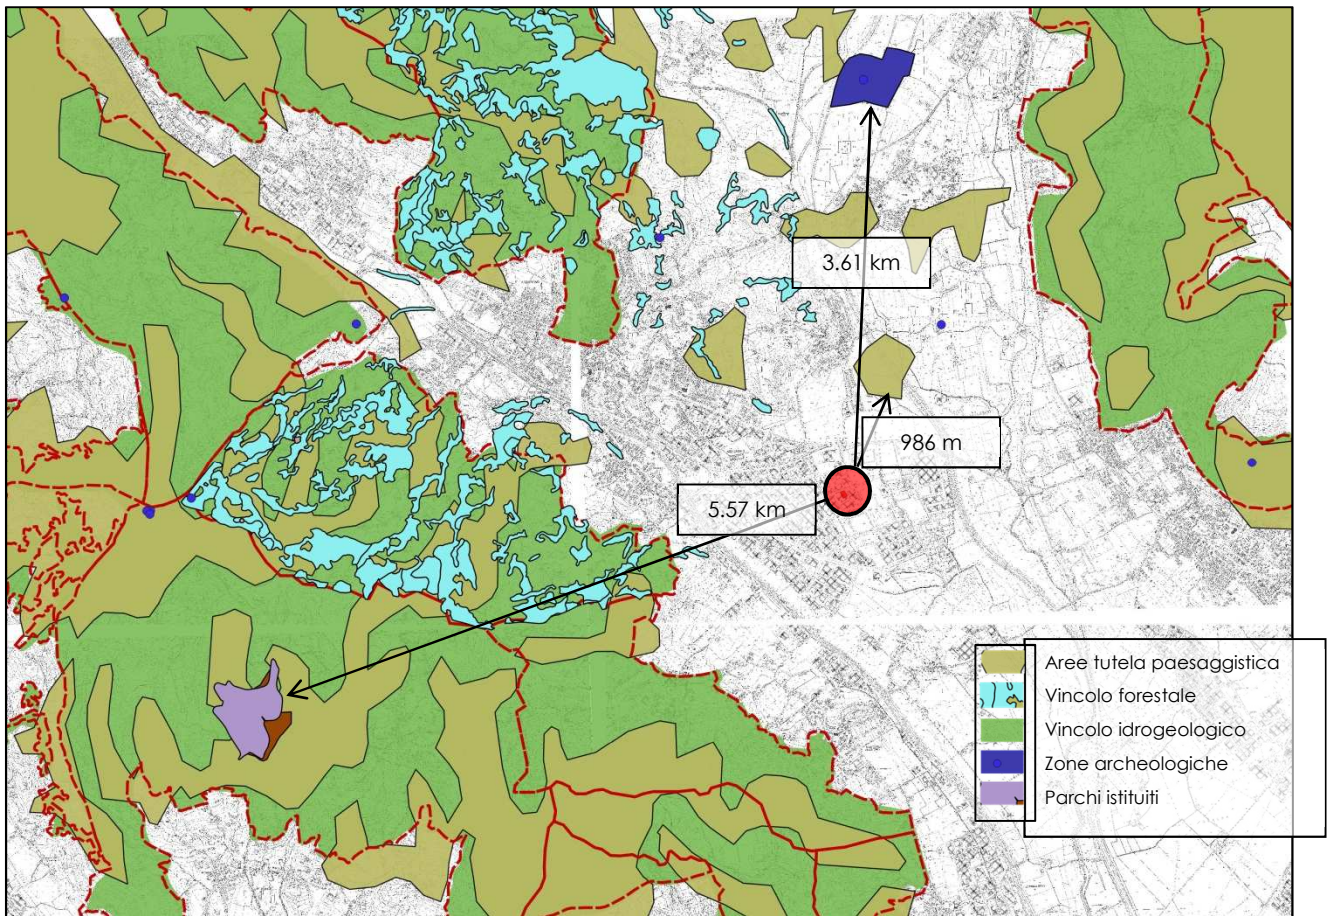 3.61 km
986 m
5.57 km
Aree tutela paesaggistica
Vincolo forestale
Vincolo idrogeologico
Zone archeologiche
Parchi istituiti